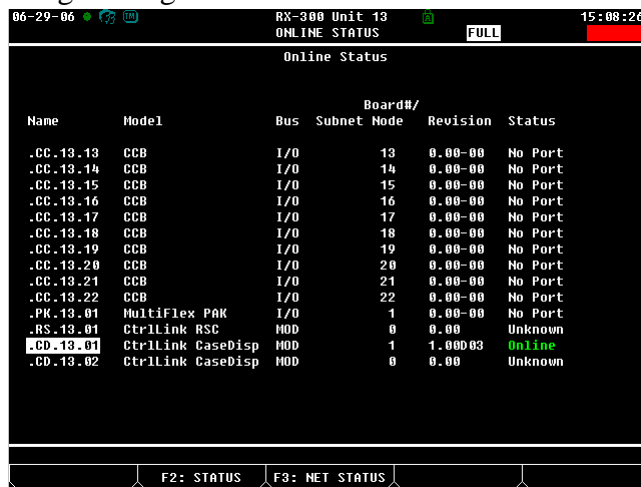 06-29-06 RX-300 Unit 13 15:08:26
ONLINE STATUS FULL
Online Status
Board#/
Name Model Bus Subnet Node Revision Status
.CC.13.13 CCB I/O 13 0.00-00 No Port
.CC.13.14 CCB I/O 14 0.00-00 No Port
.CC.13.15 CCB I/O 15 0.00-00 No Port
.CC.13.16 CCB I/O 16 0.00-00 No Port
.CC.13.17 CCB I/O 17 0.00-00 No Port
.CC.13.18 CCB I/O 18 0.00-00 No Port
.CC.13.19 CCB I/O 19 0.00-00 No Port
.CC.13.20 CCB I/O 20 0.00-00 No Port
.CC.13.21 CCB I/O 21 0.00-00 No Port
.CC.13.22 CCB I/O 22 0.00-00 No Port
.PK.13.01 MultiFlex PAK I/O 1 0.00-00 No Port
.RS.13.01 CtrlLink RSC MOD 0 0.00 Unknown
.CD.13.01 CtrlLink CaseDisp MOD 1 1.00D03 Online
.CD.13.02 CtrlLink CaseDisp MOD 0 0.00 Unknown
F2: STATUS F3: NET STATUS